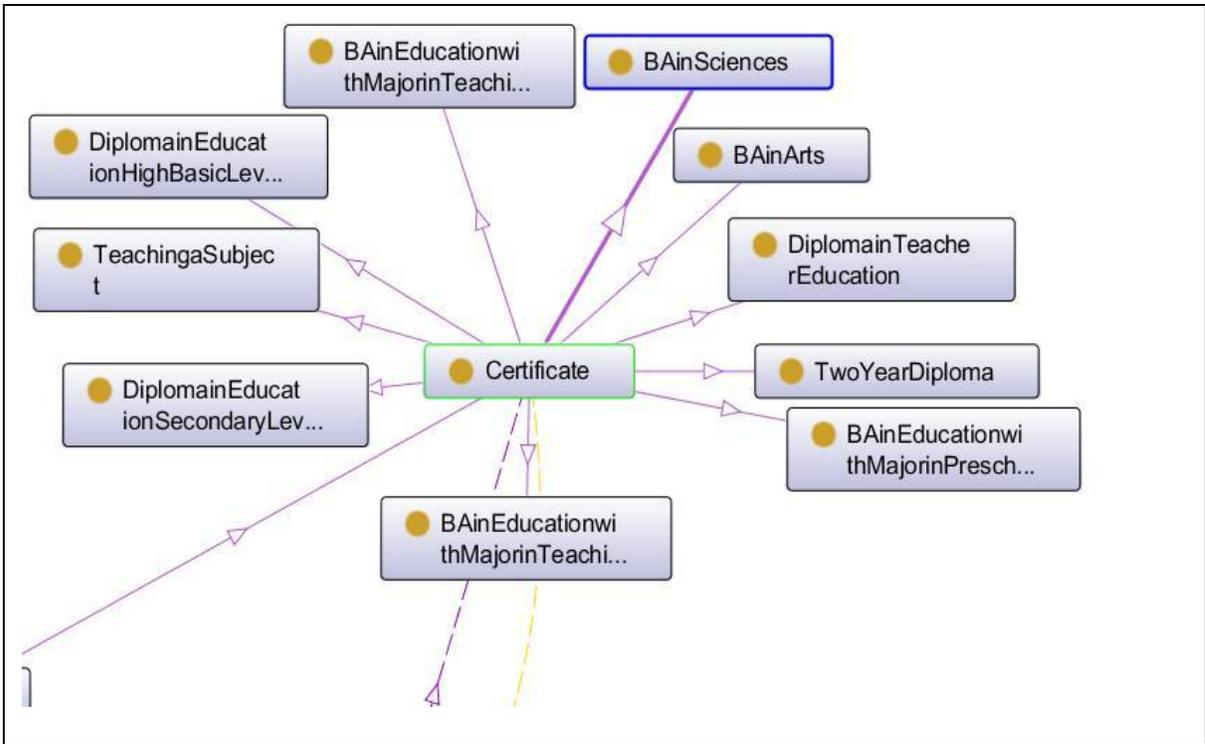 BAinEducationwi
thMajorinTeachi...
BAinSciences
DiplomainEducat
ionHighBasicLev...
BAinArts
TeachingaSubjec
t
DiplomainTeache
rEducation
Certificate
TwoYearDiploma
DiplomainEducat
ionSecondaryLev...
BAinEducationwi
thMajorinPresch...
BAinEducationwi
thMajorinTeachi...